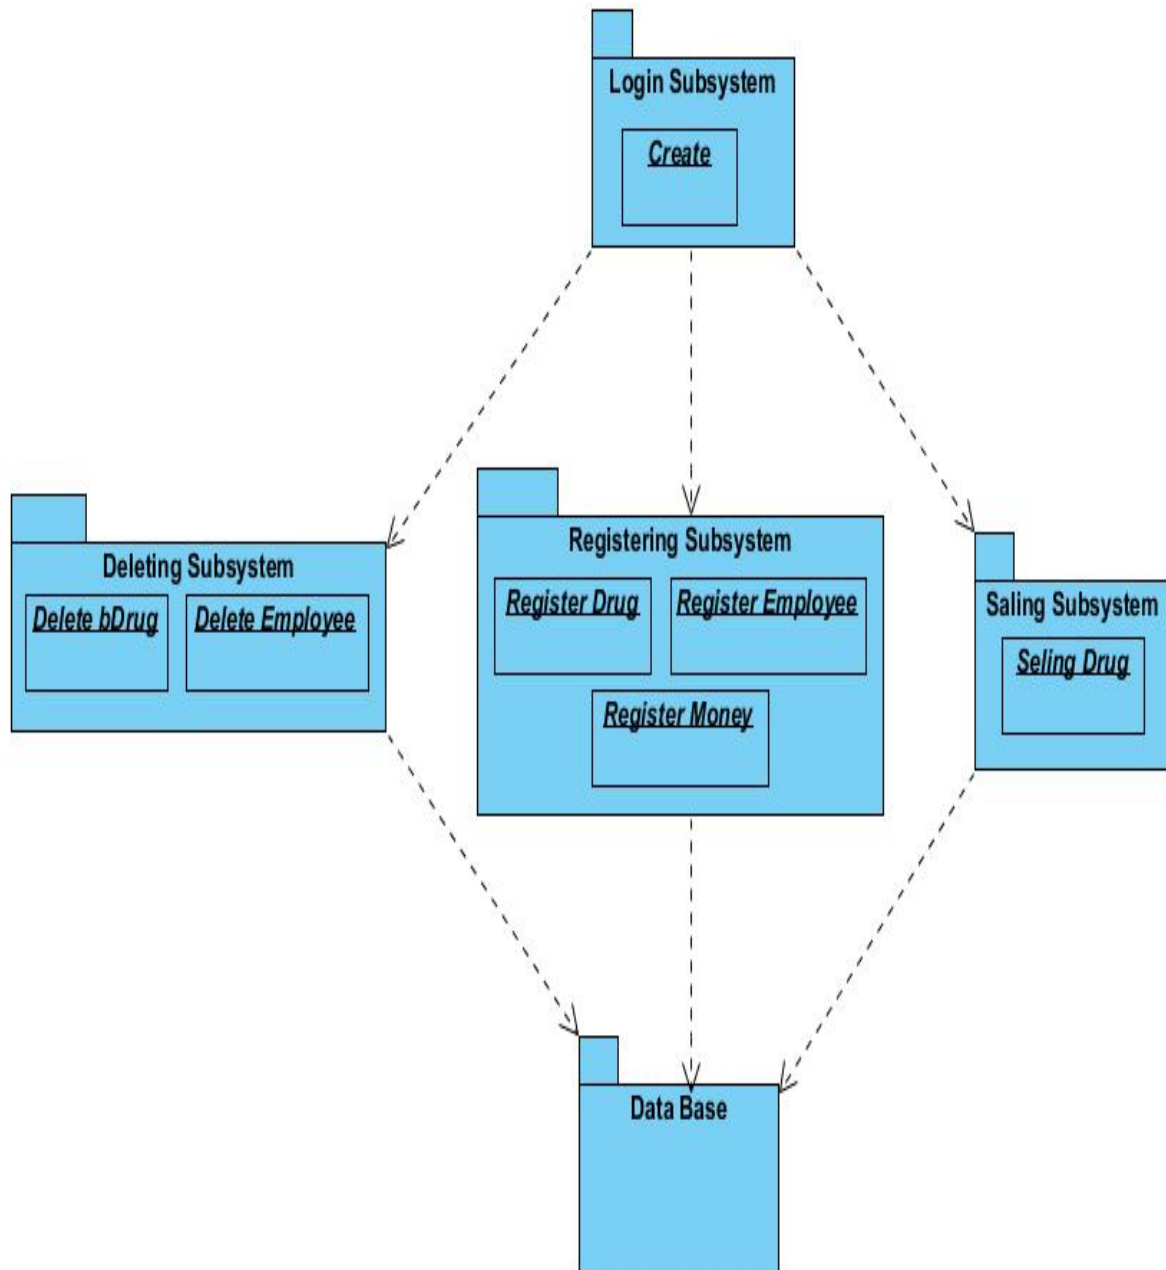 Login Subsystem
Create
Deleting Subsystem
Delete bDrug
Delete Employee
Registering Subsystem
Register Drug
Register Employee
Register Money
Saling Subsystem
Seling Drug
Data Base